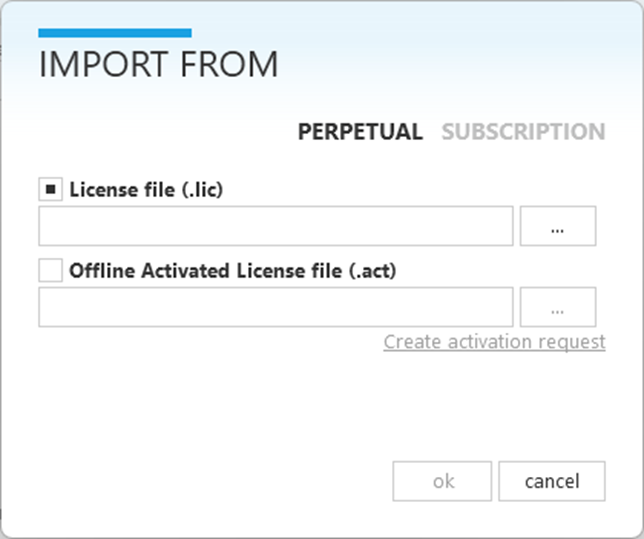 IMPORT FROM
PERPETUAL SUBSCRIPTION
License file (.lic)
...
Offline Activated License file (.act)
...
Create activation request
ok cancel